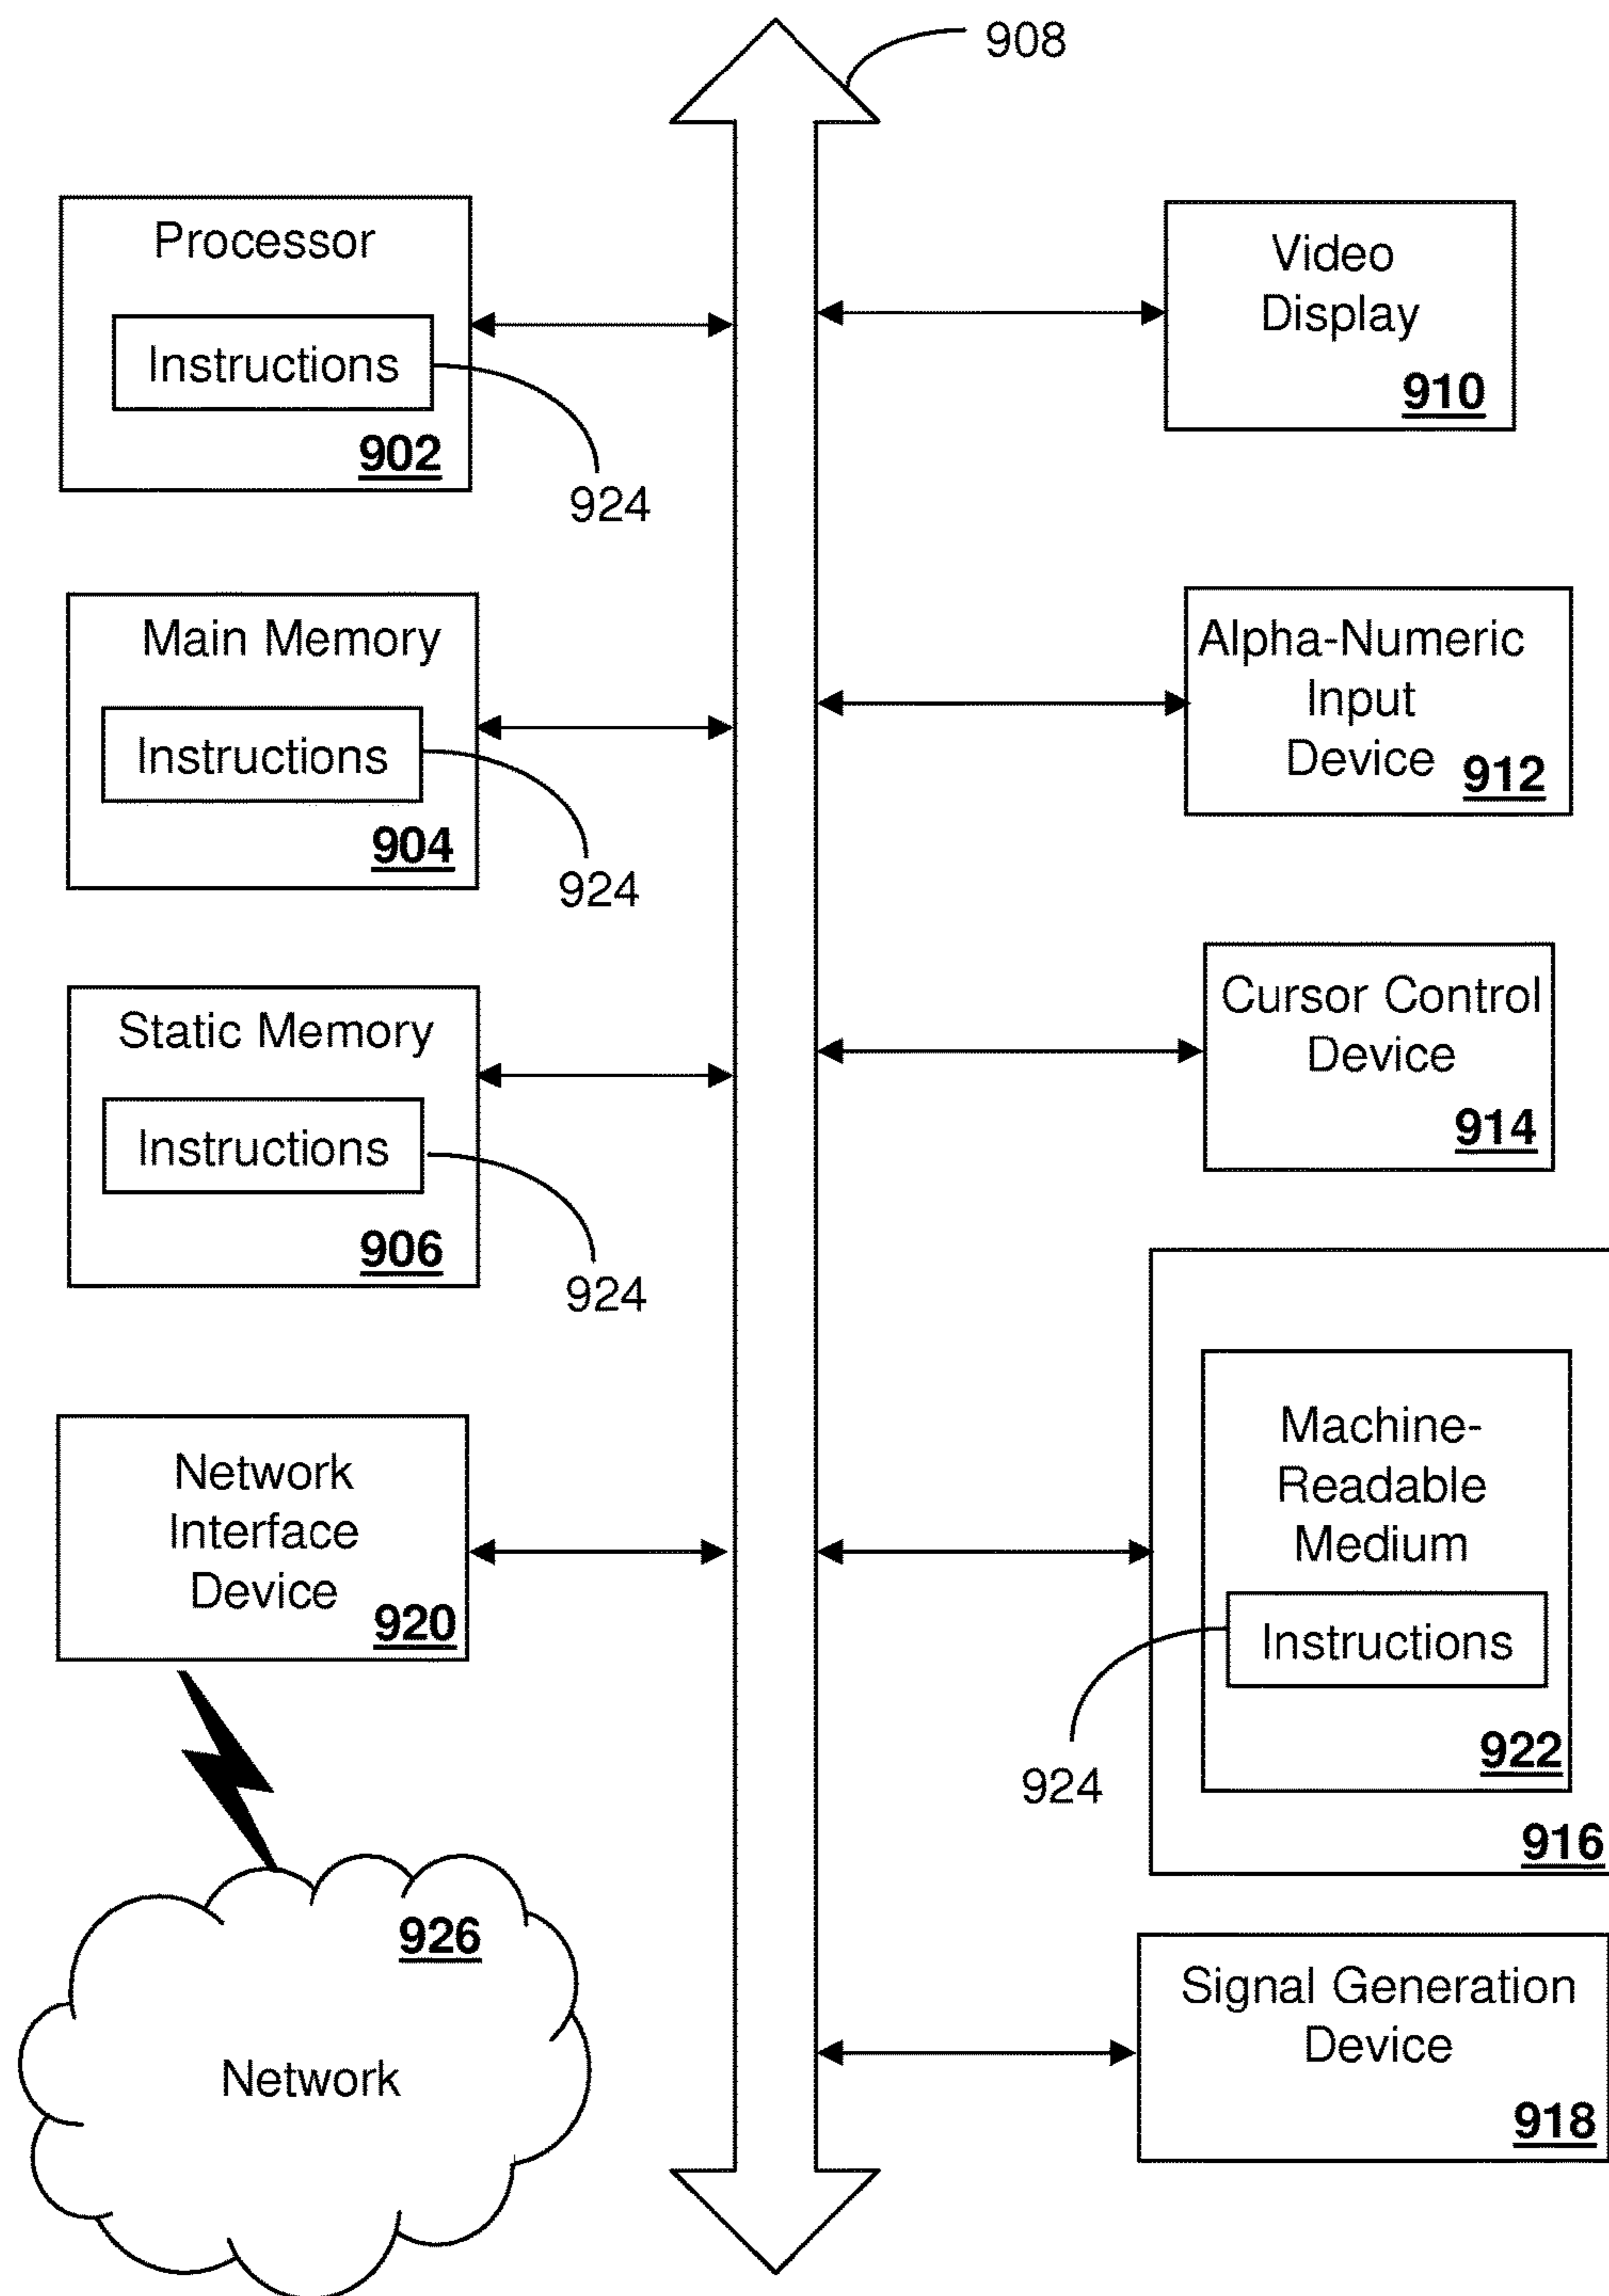 908
Processor
Instructions
902
924
Main Memory
Instructions
904
924
Static Memory
Instructions
906
924
Network
Interface
Device
920
926
Network
Video
Display
910
Alpha-Numeric
Input
Device
912
Cursor Control
Device
914
Machine-
Readable
Medium
Instructions
922
924
916
Signal Generation
Device
918